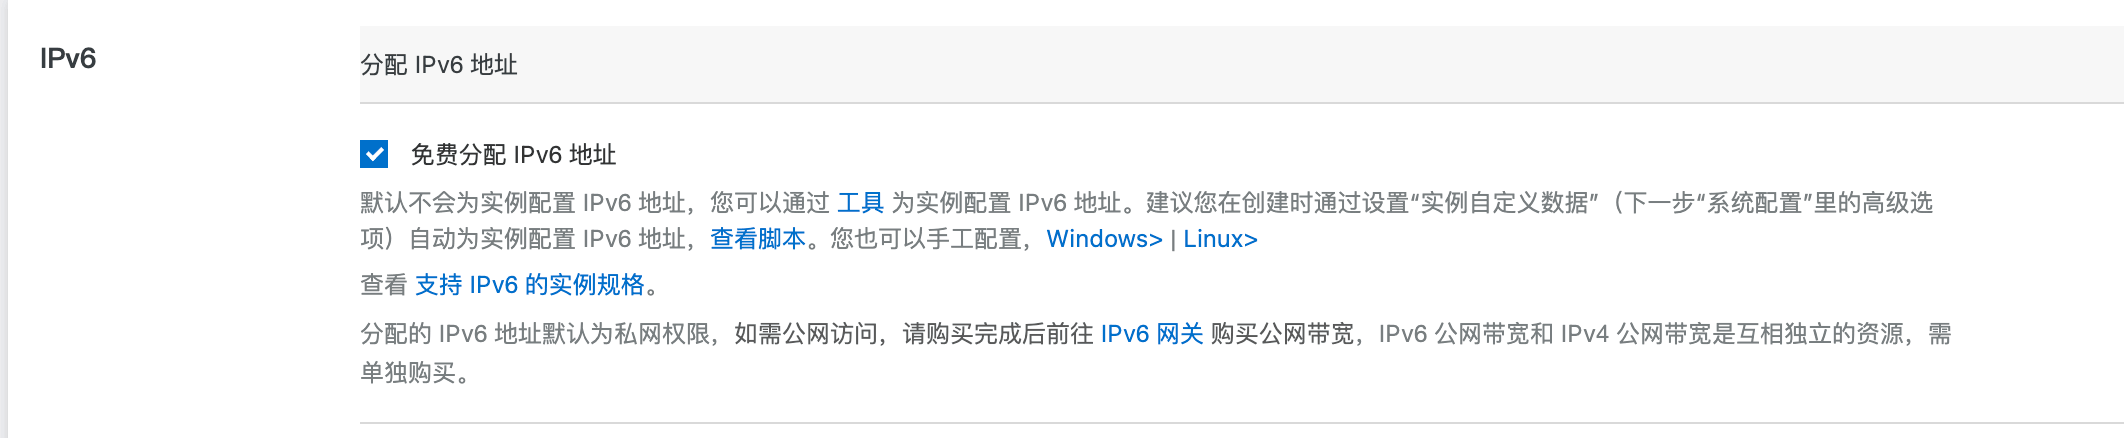 IPv6
分配 IPv6 地址
免费分配 IPv6 地址
默认不会为实例配置 IPv6 地址，您可以通过 工具 为实例配置 IPv6 地址。建议您在创建时通过设置“实例自定义数据”（下一步“系统配置”里的高级选
项）自动为实例配置 IPv6 地址，查看脚本。您也可以手工配置，Windows> | Linux>
查看 支持 IPv6 的实例规格。
分配的 IPv6 地址默认为私网权限，如需公网访问，请购买完成后前往 IPv6 网关 购买公网带宽，IPv6 公网带宽和 IPv4 公网带宽是互相独立的资源，需
单独购买。